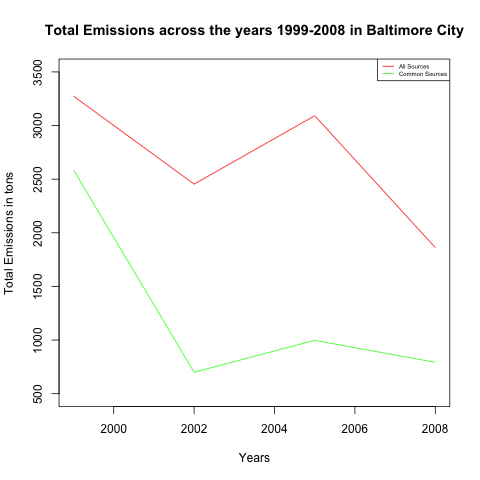 Total Emissions across the years 1999-2008 in Baltimore City
All Sources
Common Sources
Total Emissions in tons
3500
3000
2500
2000
1500
1000
500
2000 2002 2004 2006 2008
Years